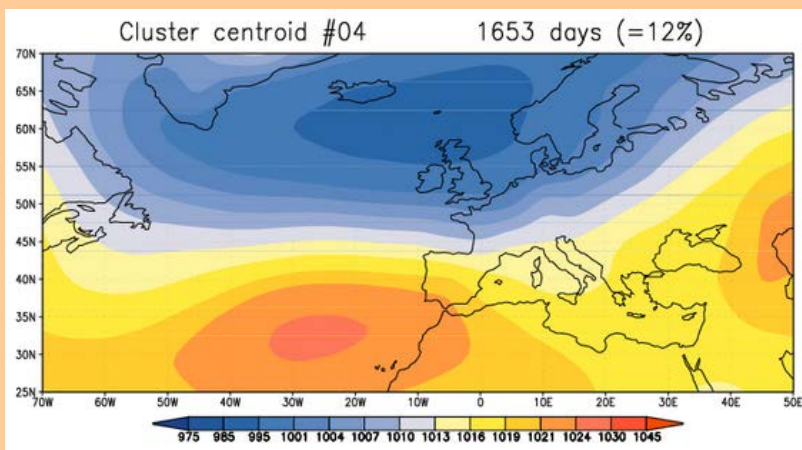 Cluster centroid #04 1653 days (=12%)
70N
65N
60N
55N
50N
45N
40N
35N
30N
25N
70W 60W 50W 40W 30W 20W 10W 0 10E 20E 30E 40E 50E
975 985 995 1001 1004 1007 1010 1013 1016 1019 1021 1024 1030 1045